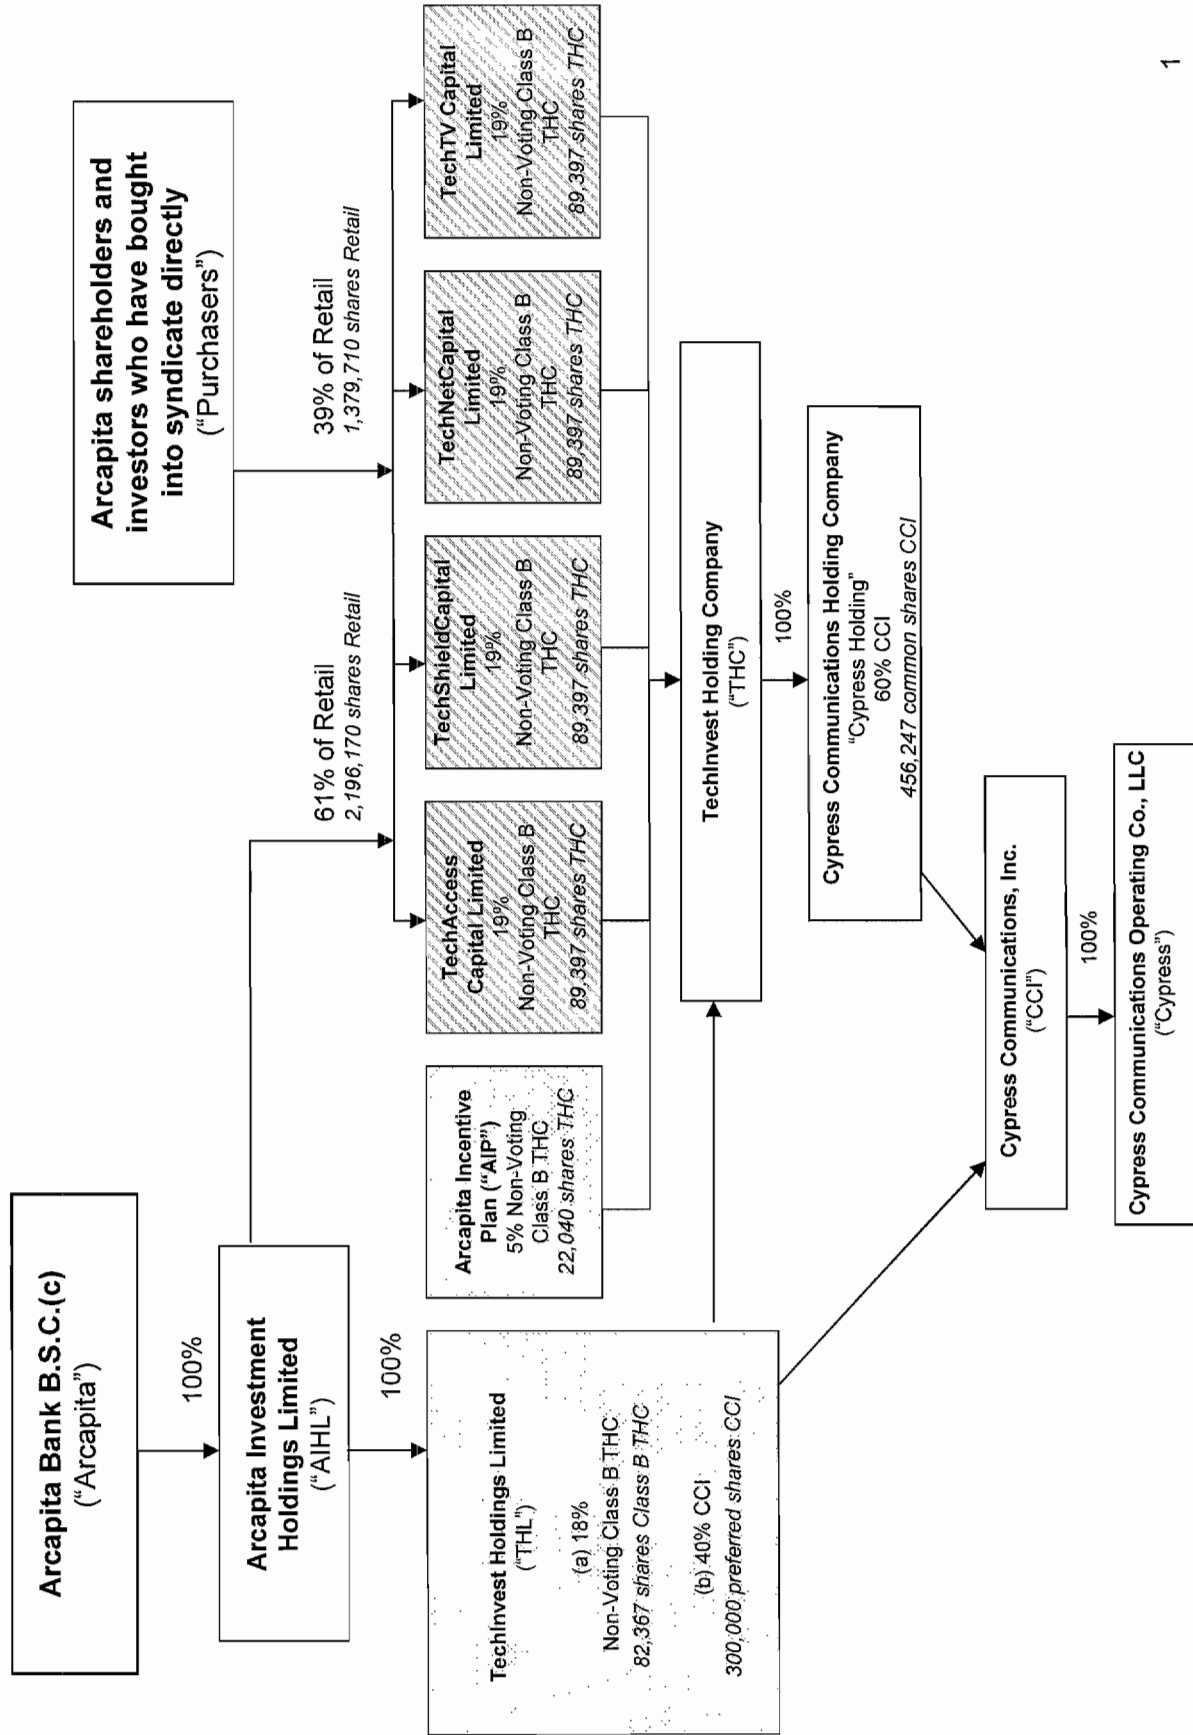 Arcapita Bank B.S.C.(c)
("Arcapita")
100%
Arcapita Investment
Holdings Limited
("AIHL")
100%
Arcapita shareholders and
investors who have bought
into syndicate directly
("Purchasers")
61% of Retail
2,196,170 shares Retail
39% of Retail
1,379,710 shares Retail
TechInvest Holdings Limited
("THL")
(a) 18%
Non-Voting Class B THC
82,367 shares Class B THC
(b) 40% CCI
300,000 preferred shares CCI
Arcapita Incentive
Plan ("AIP")
5% Non-Voting
Class B THC
22,040 shares THC
TechAccess
Capital Limited
19%
Non-Voting Class B
THC
89,397 shares THC
TechShieldCapital
Limited
19%
Non-Voting Class B
THC
89,397 shares THC
TechNetCapital
Limited
19%
Non-Voting Class B
THC
89,397 shares THC
TechTV Capital
Limited
19%
Non-Voting Class B
THC
89,397 shares THC
TechInvest Holding Company
("THC")
100%
Cypress Communications Holding Company
"Cypress Holding"
60% CCI
456,247 common shares CCI
Cypress Communications, Inc.
("CCI")
100%
Cypress Communications Operating Co., LLC
("Cypress")
1